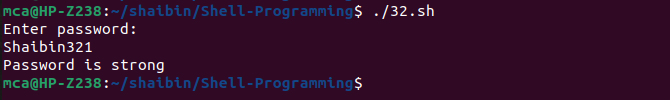 mca@HP-Z238:~/shaibin/Shell-Programming$ ./32.sh
Enter password:
Shaibin321
Password is strong
mca@HP-Z238:~/shaibin/Shell-Programming$